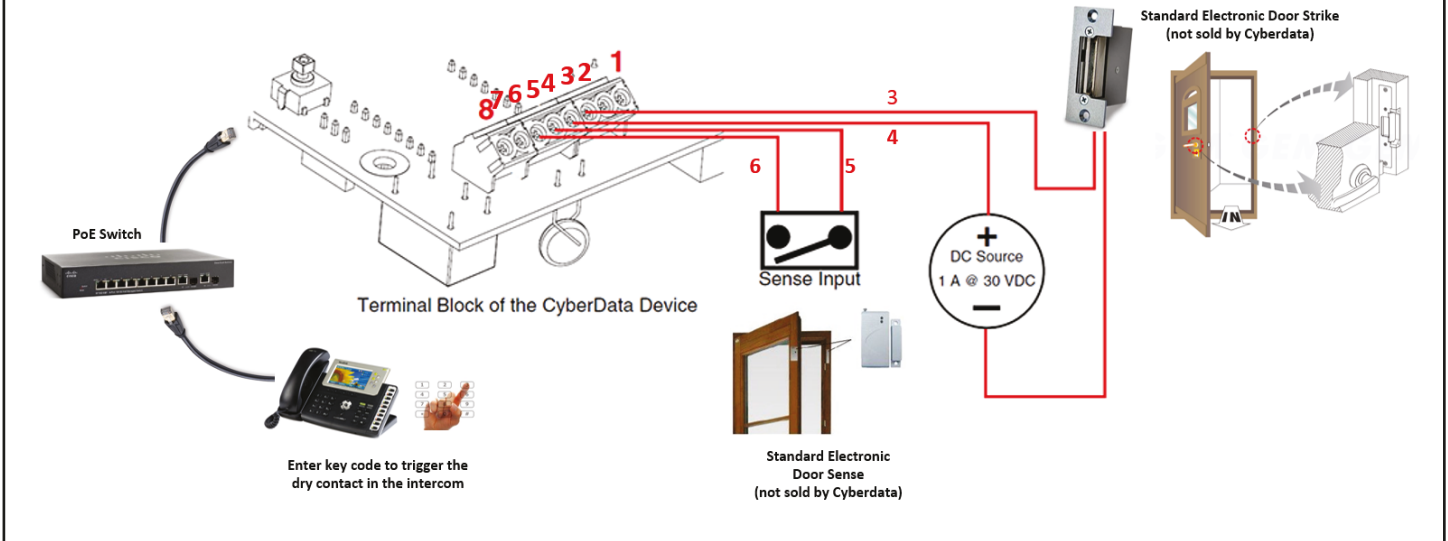 Standard Electronic Door Strike
(not sold by Cyberdata)
1
2
3
4
5
6
7
8
3
4
6
5
PoE Switch
+
DC Source
1 A @ 30 VDC
—
Sense Input
IN
Terminal Block of the CyberData Device
Enter key code to trigger the
dry contact in the intercom
Standard Electronic
Door Sense
(not sold by Cyberdata)